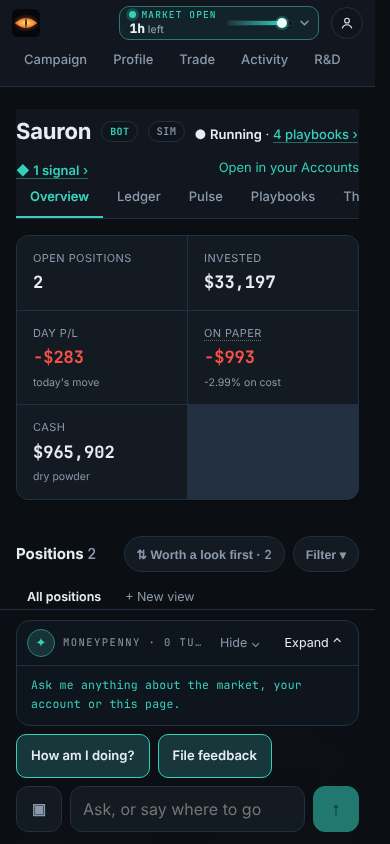 MARKET OPEN
1h left
Campaign Profile Trade Activity R&D
Sauron BOT SIM Running · 4 playbooks ›
1 signal › Open in your Accounts
Overview Ledger Pulse Playbooks Th
OPEN POSITIONS INVESTED
2 $33,197
DAY P/L ON PAPER
-$283 -$993
today's move -2.99% on cost
CASH
$965,902
dry powder
Positions 2 ⇅ Worth a look first · 2 Filter ▾
All positions + New view
MONEYPENNY · 0 TU… Hide Expand
Ask me anything about the market, your
account or this page.
How am I doing? File feedback
Ask, or say where to go